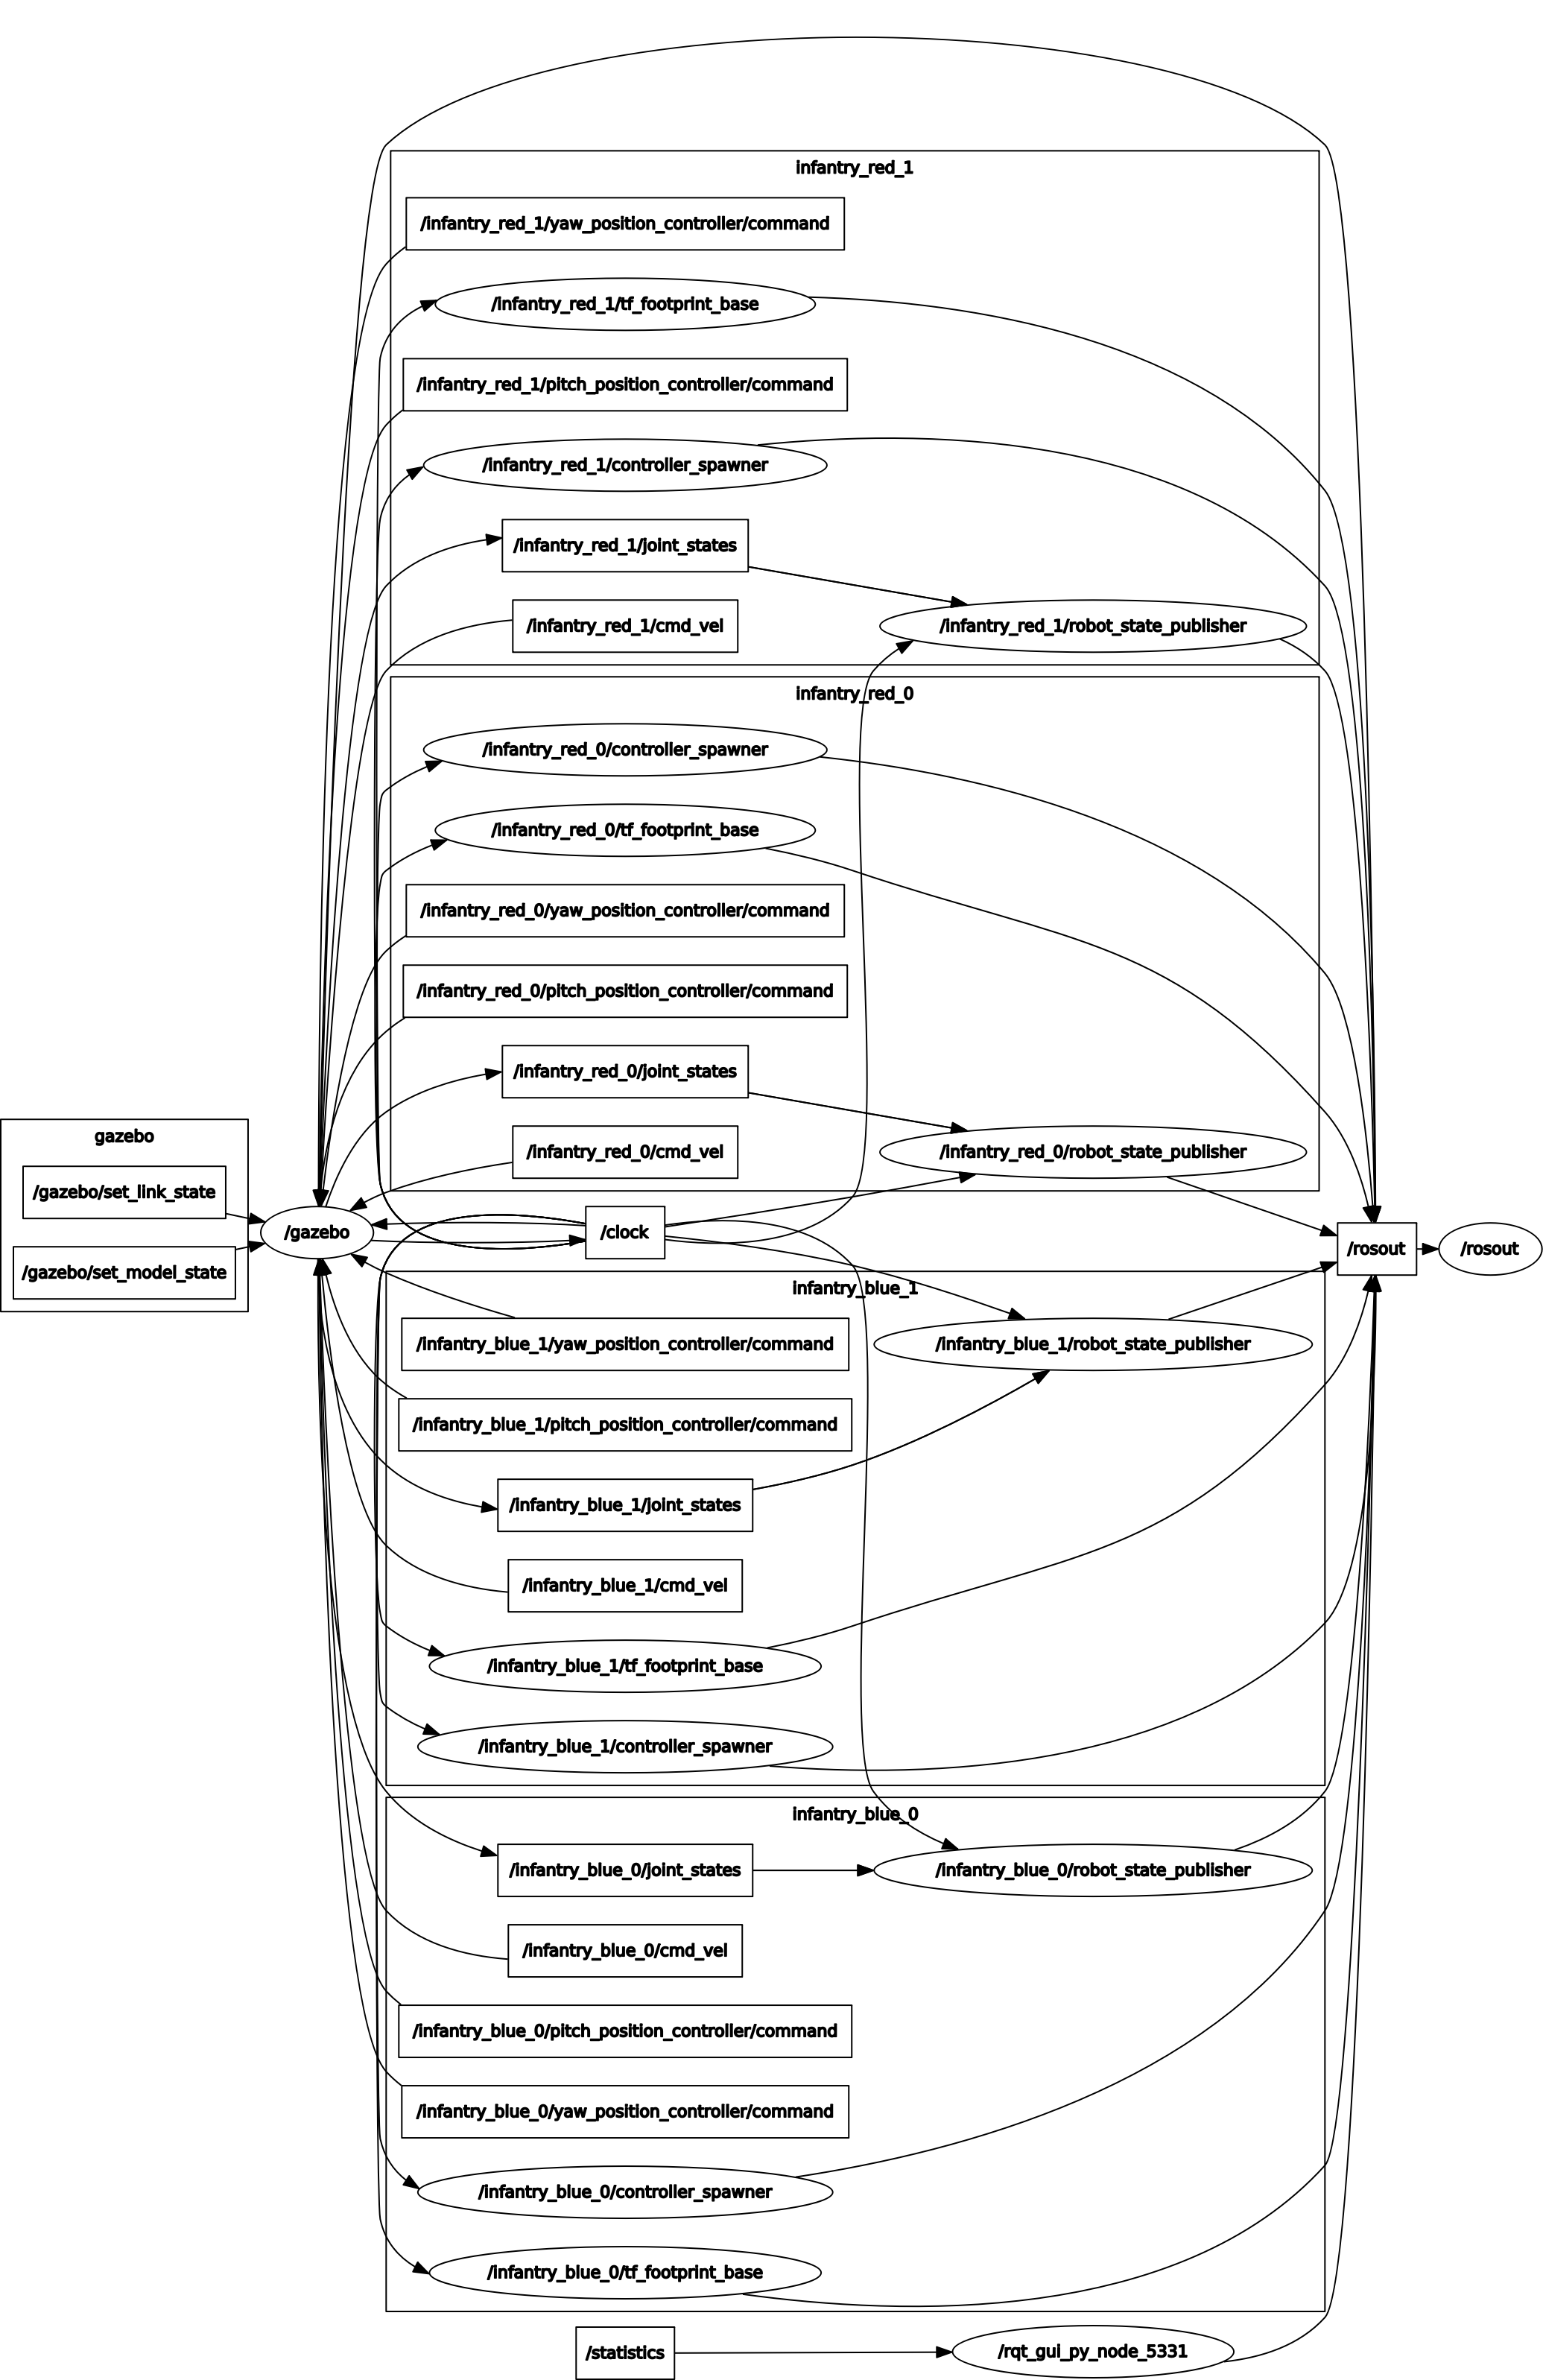 infantry_red_1
/infantry_red_1/yaw_position_controller/command
/infantry_red_1/tf_footprint_base
/infantry_red_1/pitch_position_controller/command
/infantry_red_1/controller_spawner
/infantry_red_1/joint_states
/infantry_red_1/cmd_vel
/infantry_red_1/robot_state_publisher
infantry_red_0
/infantry_red_0/controller_spawner
/infantry_red_0/tf_footprint_base
/infantry_red_0/yaw_position_controller/command
/infantry_red_0/pitch_position_controller/command
/infantry_red_0/joint_states
/infantry_red_0/cmd_vel
/infantry_red_0/robot_state_publisher
gazebo
/gazebo/set_link_state
/gazebo/set_model_state
/gazebo
/clock
/rosout
/rosout
infantry_blue_1
/infantry_blue_1/yaw_position_controller/command
/infantry_blue_1/robot_state_publisher
/infantry_blue_1/pitch_position_controller/command
/infantry_blue_1/joint_states
/infantry_blue_1/cmd_vel
/infantry_blue_1/tf_footprint_base
/infantry_blue_1/controller_spawner
infantry_blue_0
/infantry_blue_0/joint_states
/infantry_blue_0/robot_state_publisher
/infantry_blue_0/cmd_vel
/infantry_blue_0/pitch_position_controller/command
/infantry_blue_0/yaw_position_controller/command
/infantry_blue_0/controller_spawner
/infantry_blue_0/tf_footprint_base
/statistics
/rqt_gui_py_node_5331